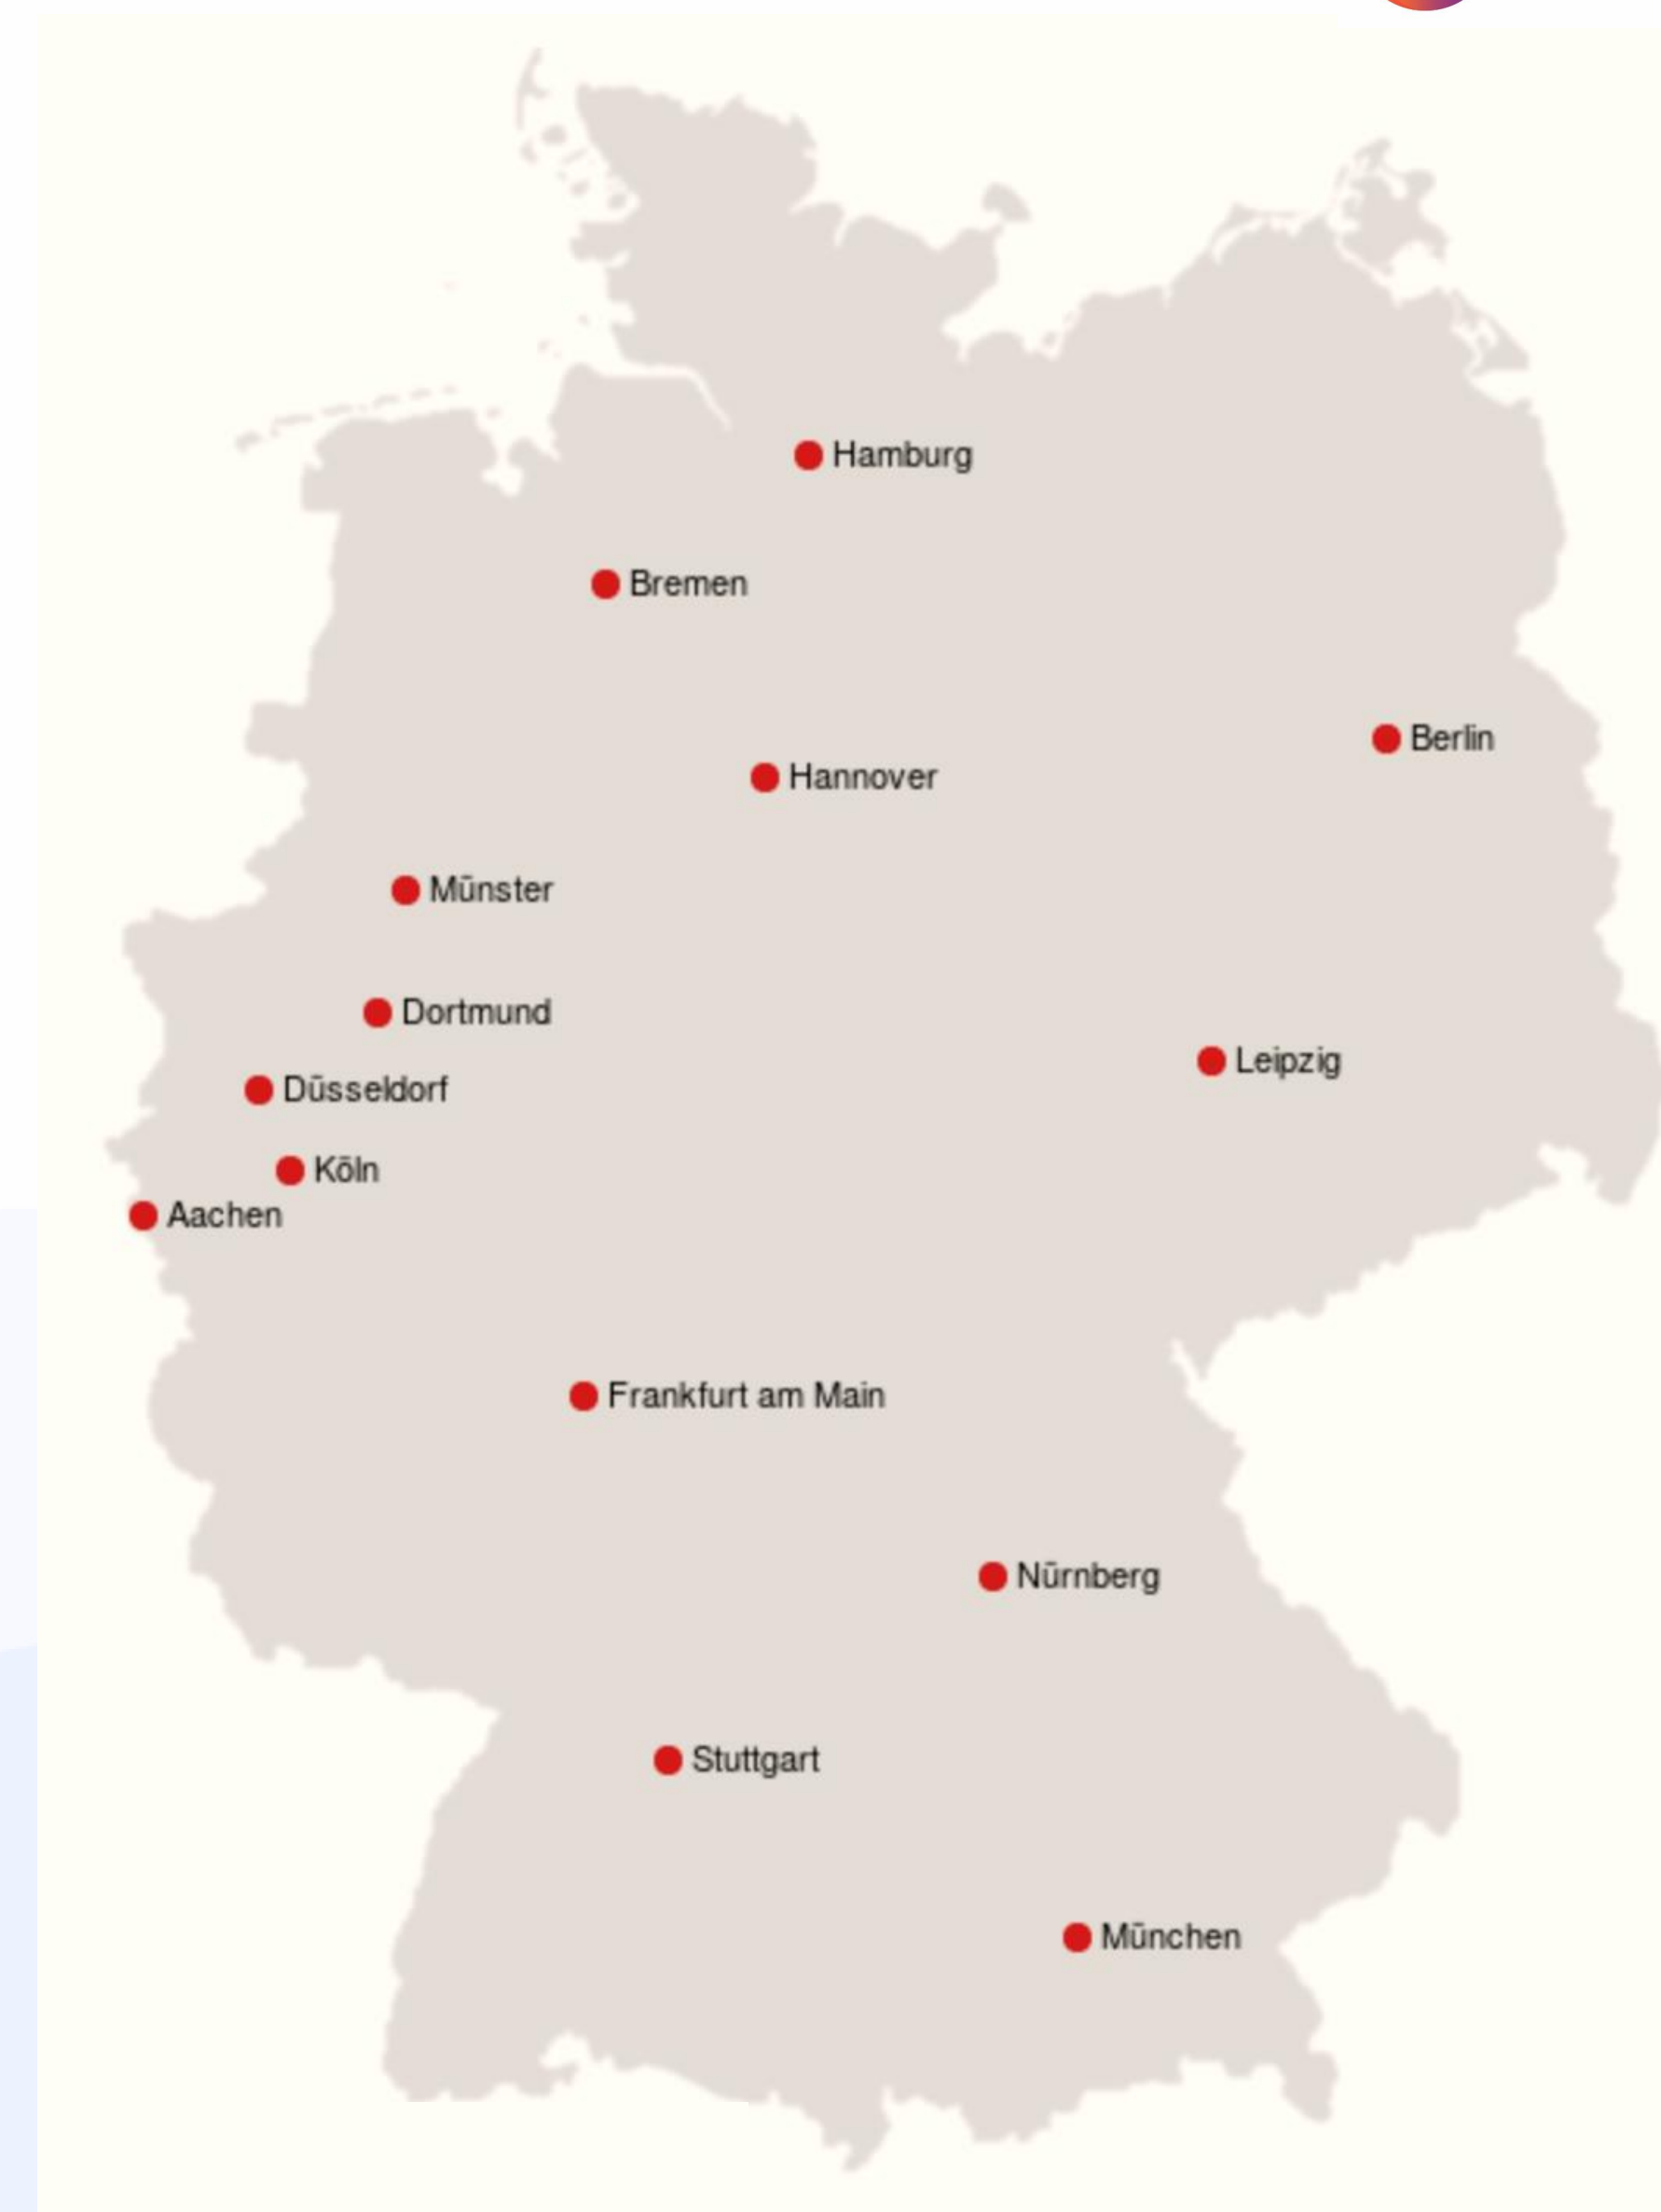 Hamburg
Bremen
Berlin
Hannover
Münster
Dortmund
Leipzig
Düsseldorf
Köln
Aachen
Frankfurt am Main
Nürnberg
Stuttgart
München